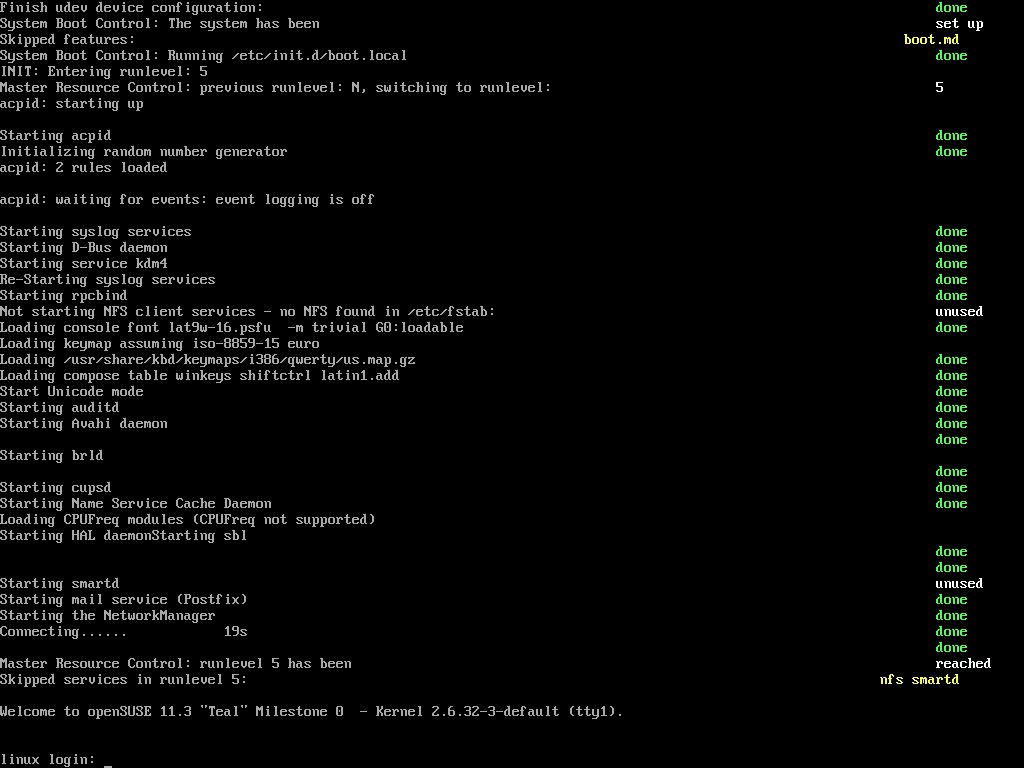 Finish udev device configuration: done
System Boot Control: The system has been set up
Skipped features: boot.md
System Boot Control: Running /etc/init.d/boot.local done
INIT: Entering runlevel: 5
Master Resource Control: previous runlevel: N, switching to runlevel: 5
acpid: starting up
Starting acpid done
Initializing random number generator done
acpid: 2 rules loaded
acpid: waiting for events: event logging is off
Starting syslog services done
Starting D-Bus daemon done
Starting service kdm4 done
Re-Starting syslog services done
Starting rpcbind done
Not starting NFS client services - no NFS found in /etc/fstab: unused
Loading console font lat9w-16.psfu  -m trivial G0:loadable done
Loading keymap assuming iso-8859-15 euro
Loading /usr/share/kbd/keymaps/i386/qwerty/us.map.gz done
Loading compose table winkeys shiftctrl latin1.add done
Start Unicode mode done
Starting auditd done
Starting Avahi daemon done
done
Starting brld
done
Starting cupsd done
Starting Name Service Cache Daemon done
Loading CPUFreq modules (CPUFreq not supported)
Starting HAL daemonStarting sbl
done
done
Starting smartd unused
Starting mail service (Postfix) done
Starting the NetworkManager done
Connecting...... 19s done
done
Master Resource Control: runlevel 5 has been reached
Skipped services in runlevel 5: nfs smartd
Welcome to openSUSE 11.3 "Teal" Milestone 0  - Kernel 2.6.32-3-default (tty1).
linux login: _